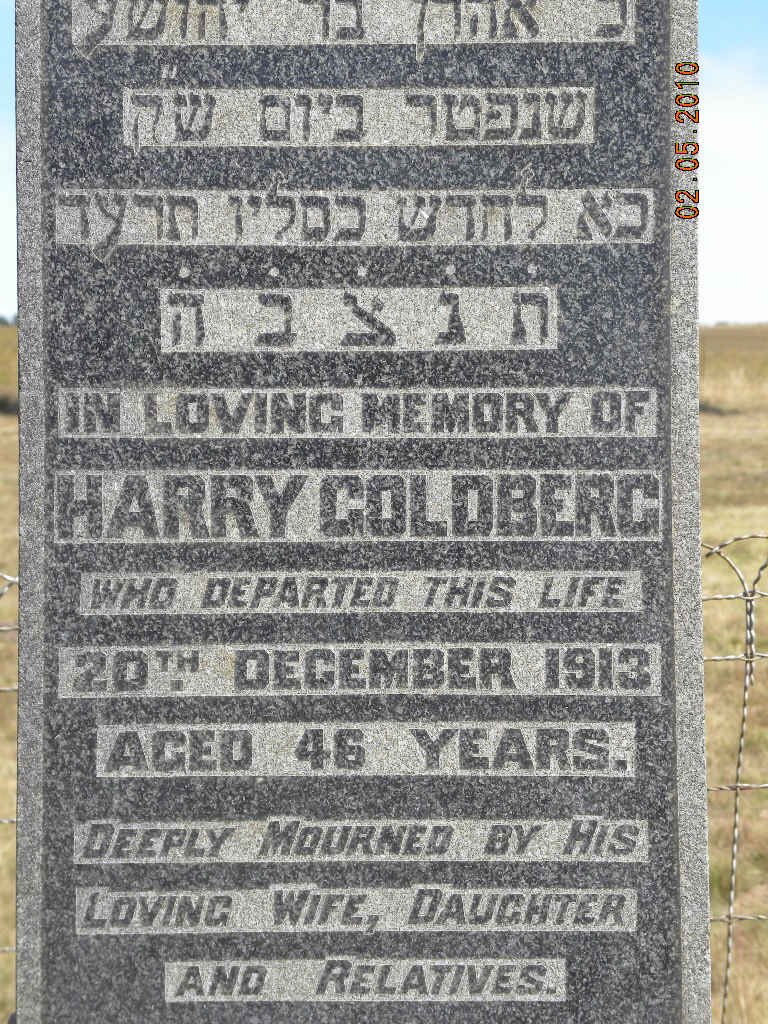 ר אהרן בר יהושע
שנפטר ביום ש״ק
כא לחדש כסליו תרעד
ת נ צ ב ה
IN LOVING MEMORY OF
HARRY GOLDBERG
WHO DEPARTED THIS LIFE
20TH DECEMBER 1913
AGED 46 YEARS.
DEEPLY MOURNED BY HIS
LOVING WIFE, DAUGHTER
AND RELATIVES.
02.05.2010